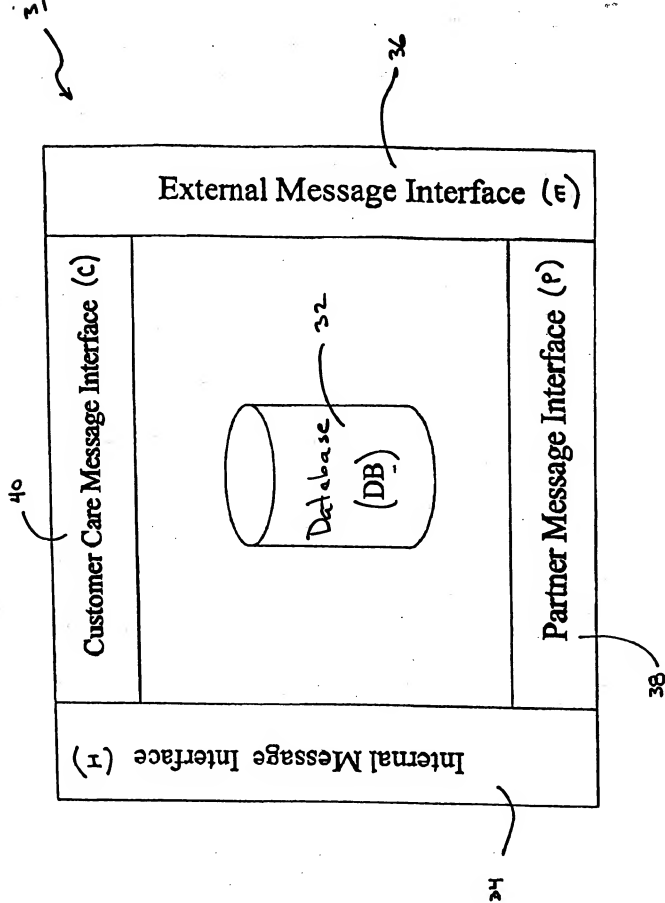 40
Customer Care Message Interface (C)
36
External Message Interface (E)
Database
(DB)
32
Internal Message Interface (I)
34
Partner Message Interface (P)
38